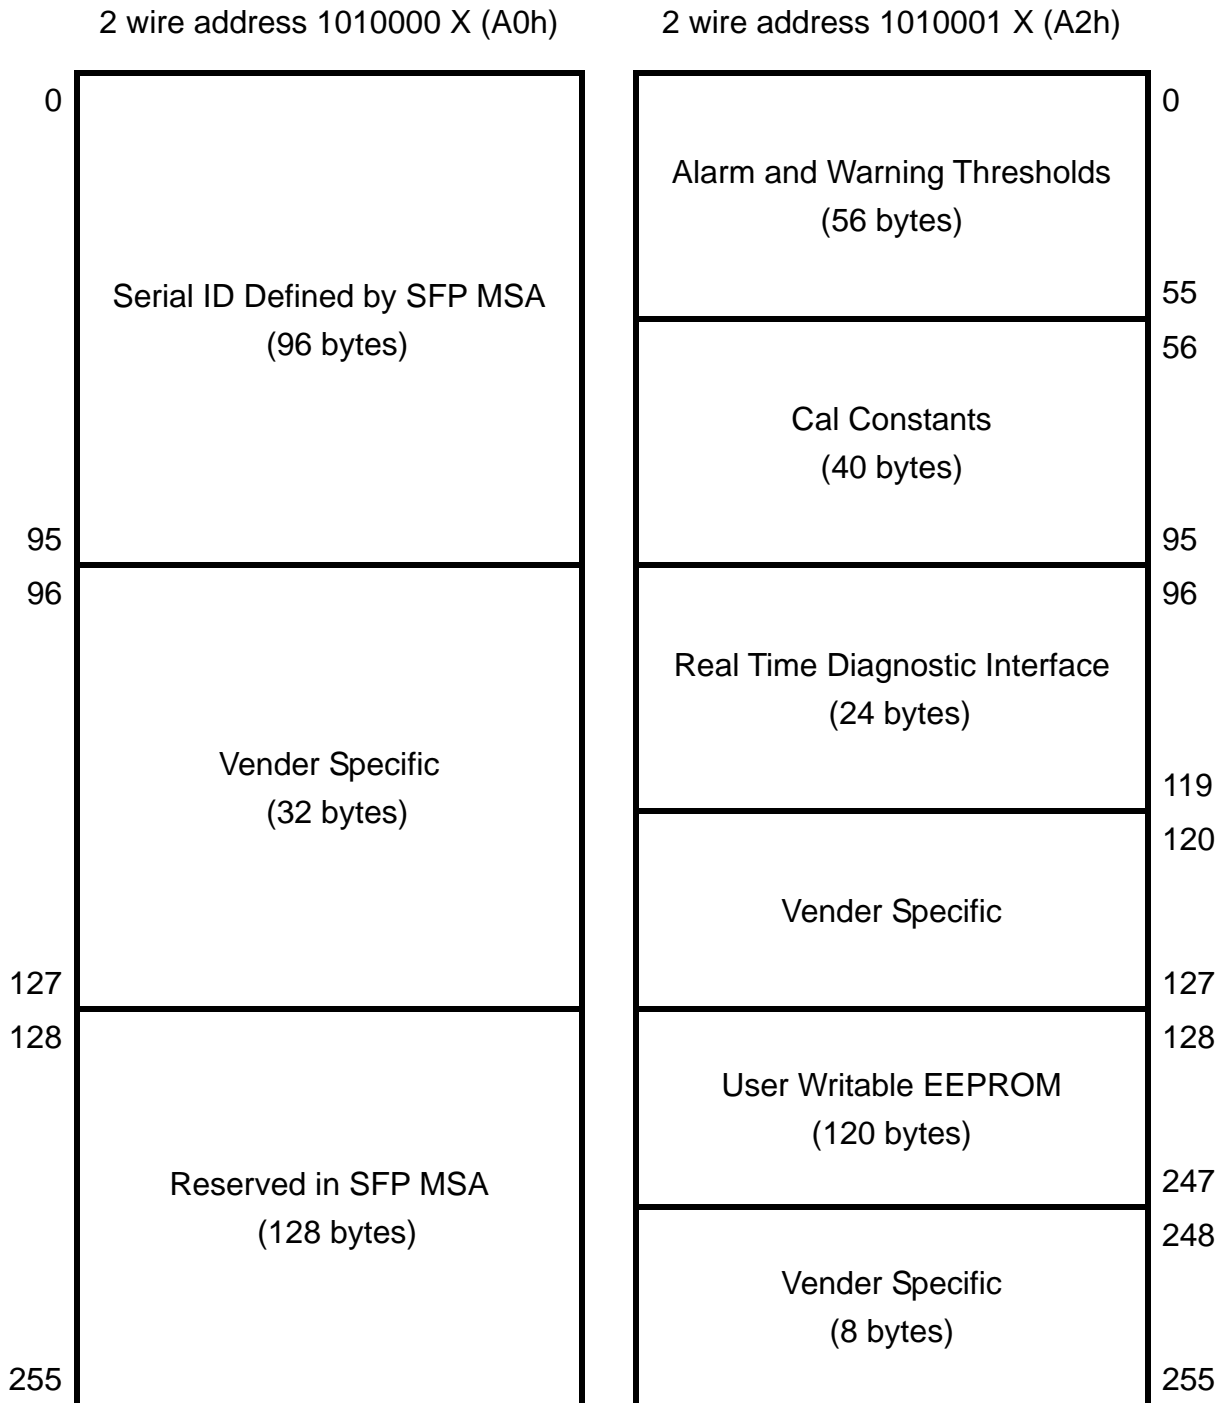 2 wire address 1010000 X (A0h)
0
Serial ID Defined by SFP MSA
(96 bytes)
95
96
Vender Specific
(32 bytes)
127
128
Reserved in SFP MSA
(128 bytes)
255
2 wire address 1010001 X (A2h)
0
Alarm and Warning Thresholds
(56 bytes)
55
56
Cal Constants
(40 bytes)
95
96
Real Time Diagnostic Interface
(24 bytes)
119
120
Vender Specific
127
128
User Writable EEPROM
(120 bytes)
247
248
Vender Specific
(8 bytes)
255